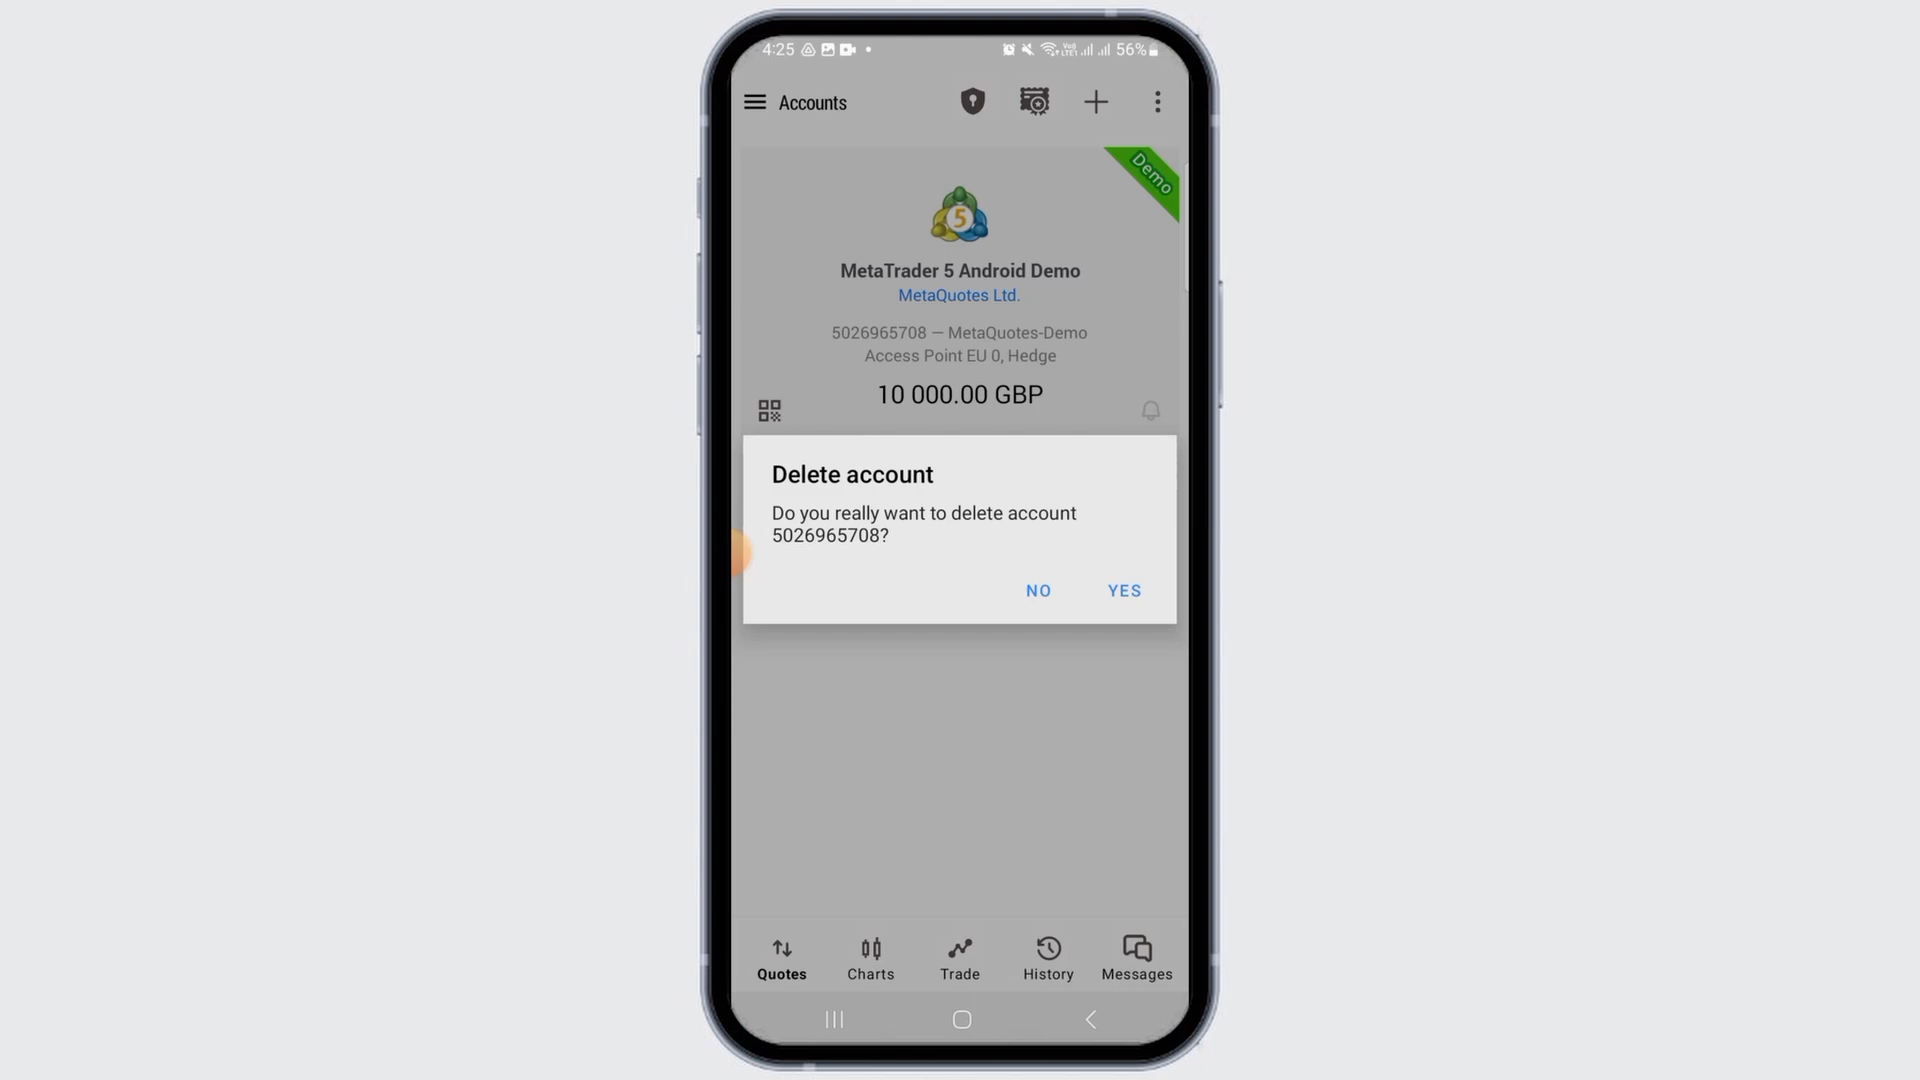 4:25 56%
Accounts
Demo
5
MetaTrader 5 Android Demo
MetaQuotes Ltd.
5026965708 — MetaQuotes-Demo
Access Point EU 0, Hedge
10 000.00 GBP
Delete account
Do you really want to delete account
5026965708?
NO YES
Quotes Charts Trade History Messages